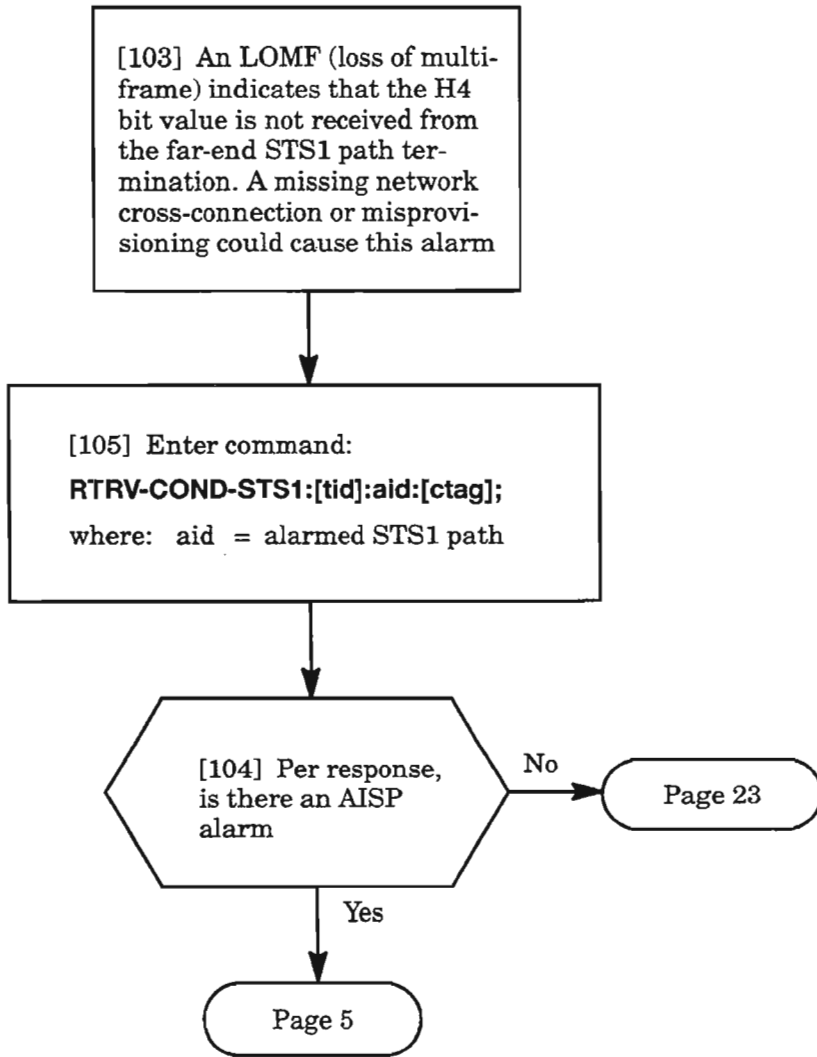 [103] An LOMF (loss of multi-
frame) indicates that the H4
bit value is not received from
the far-end STS1 path ter-
mination. A missing network
cross-connection or misprovi-
sioning could cause this alarm
[105] Enter command:
RTRV-COND-STS1:[tid]:aid:[ctag];
where: aid = alarmed STS1 path
[104] Per response,
is there an AISP
alarm
No
Page 23
Yes
Page 5